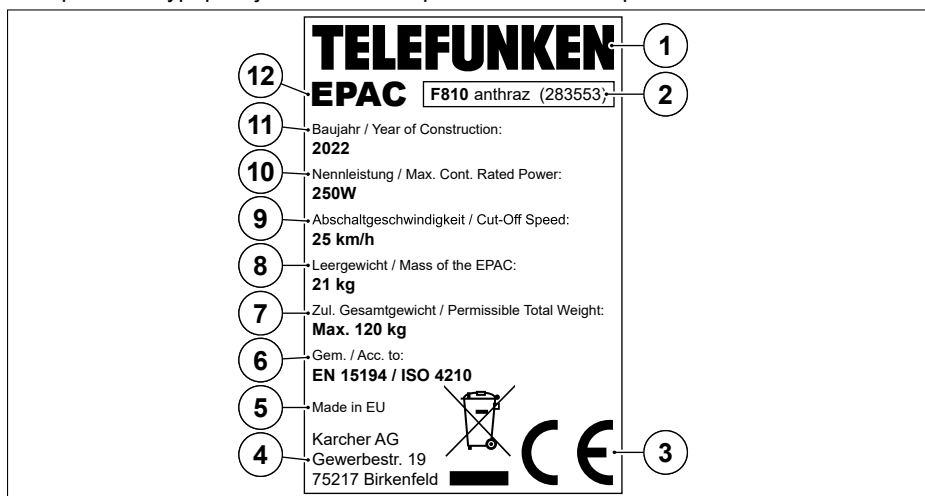 TELEFUNKEN
1
12
EPAC
F810 anthraz (283553)
2
11
Baujahr / Year of Construction:
2022
10
Nennleistung / Max. Cont. Rated Power:
250W
9
Abschaltgeschwindigkeit / Cut-Off Speed:
25 km/h
8
Leergewicht / Mass of the EPAC:
21 kg
7
Zul. Gesamtgewicht / Permissible Total Weight:
Max. 120 kg
6
Gem. / Acc. to:
EN 15194 / ISO 4210
5
Made in EU
4
Karcher AG
Gewerbestr. 19
75217 Birkenfeld
CE
3